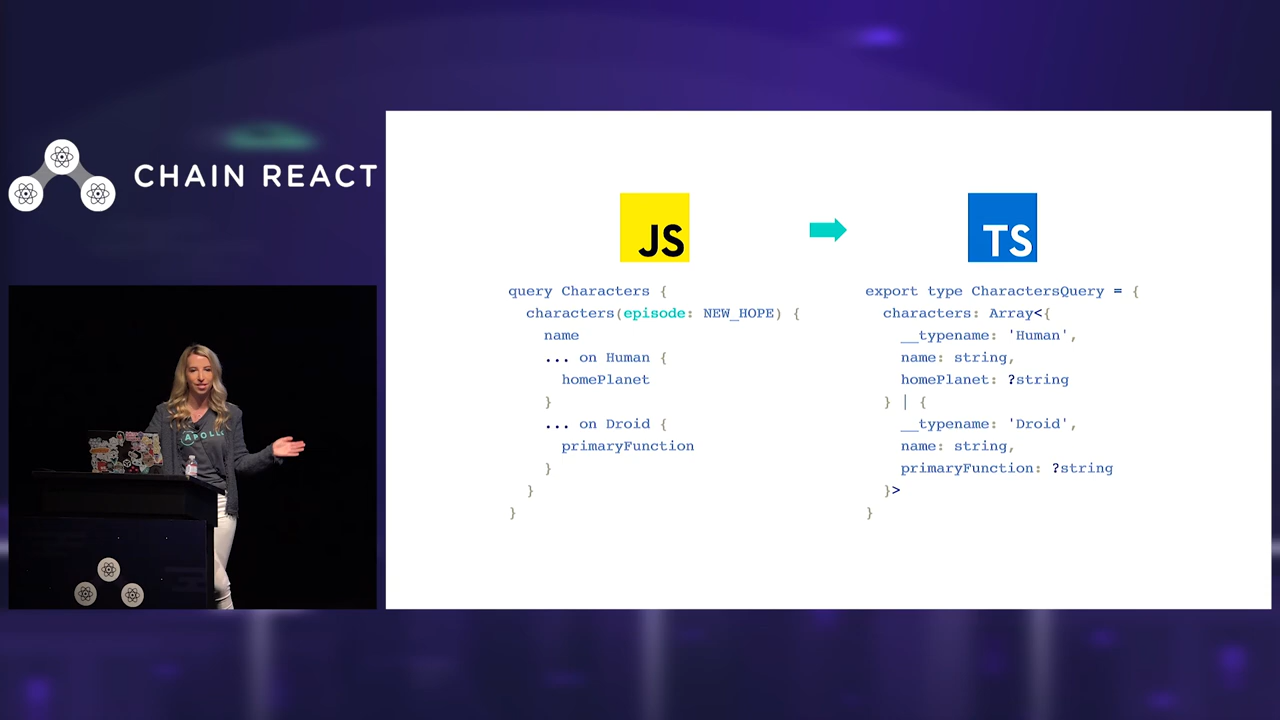 CHAIN REACT
APOLLO
JS
TS
query Characters {
characters(episode: NEW_HOPE) {
name
... on Human {
homePlanet
}
... on Droid {
primaryFunction
}
}
}
export type CharactersQuery = {
characters: Array<{
__typename: 'Human',
name: string,
homePlanet: ?string
} | {
__typename: 'Droid',
name: string,
primaryFunction: ?string
}>
}